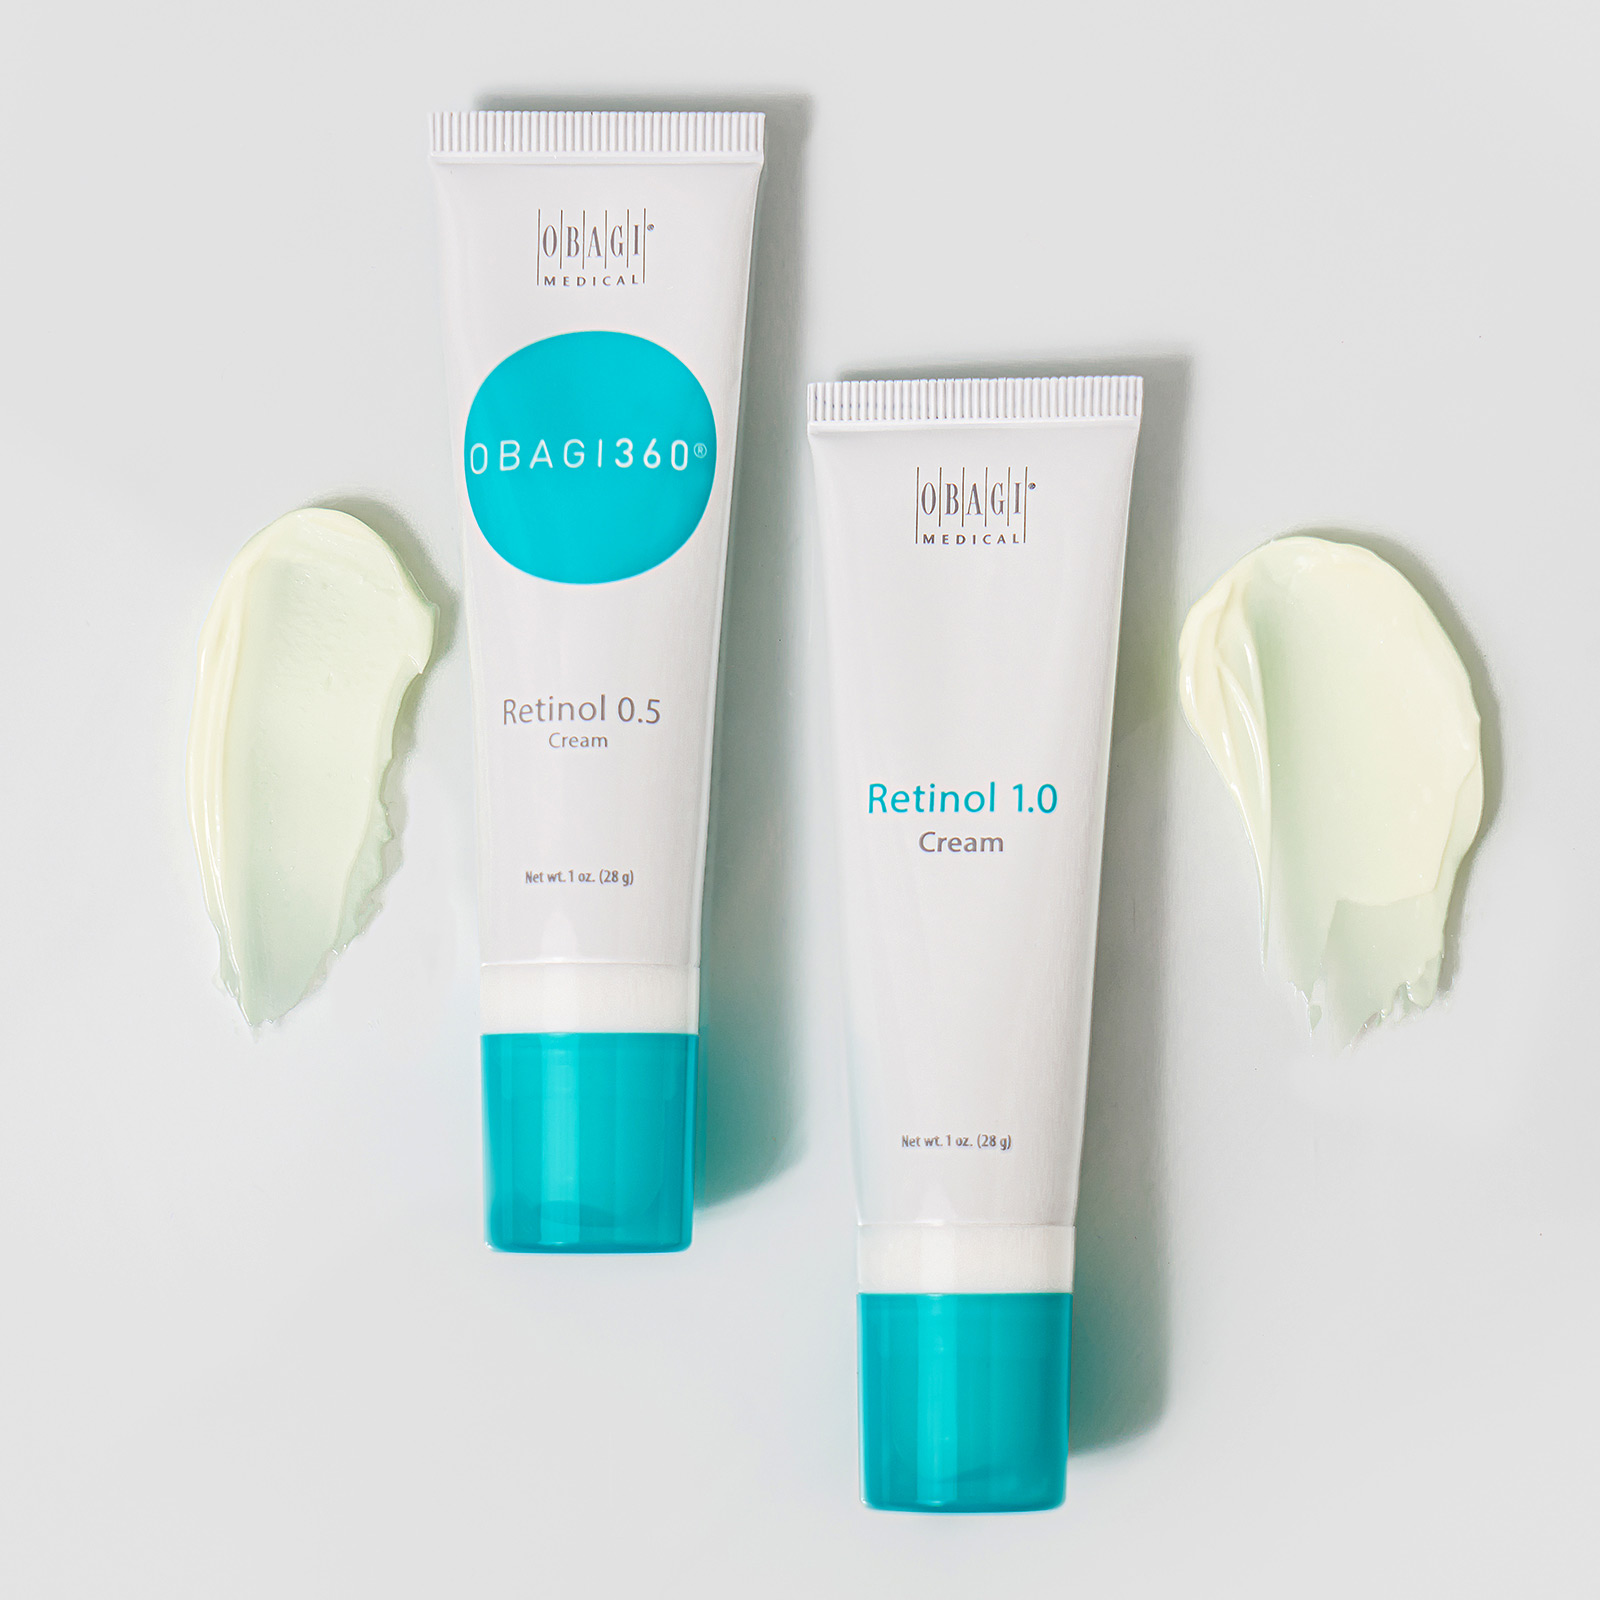 OBAGI®
MEDICAL
OBAGI360®
Retinol 0.5
Cream
Net wt. 1 oz. (28 g)
OBAGI®
MEDICAL
Retinol 1.0
Cream
Net wt. 1 oz. (28 g)